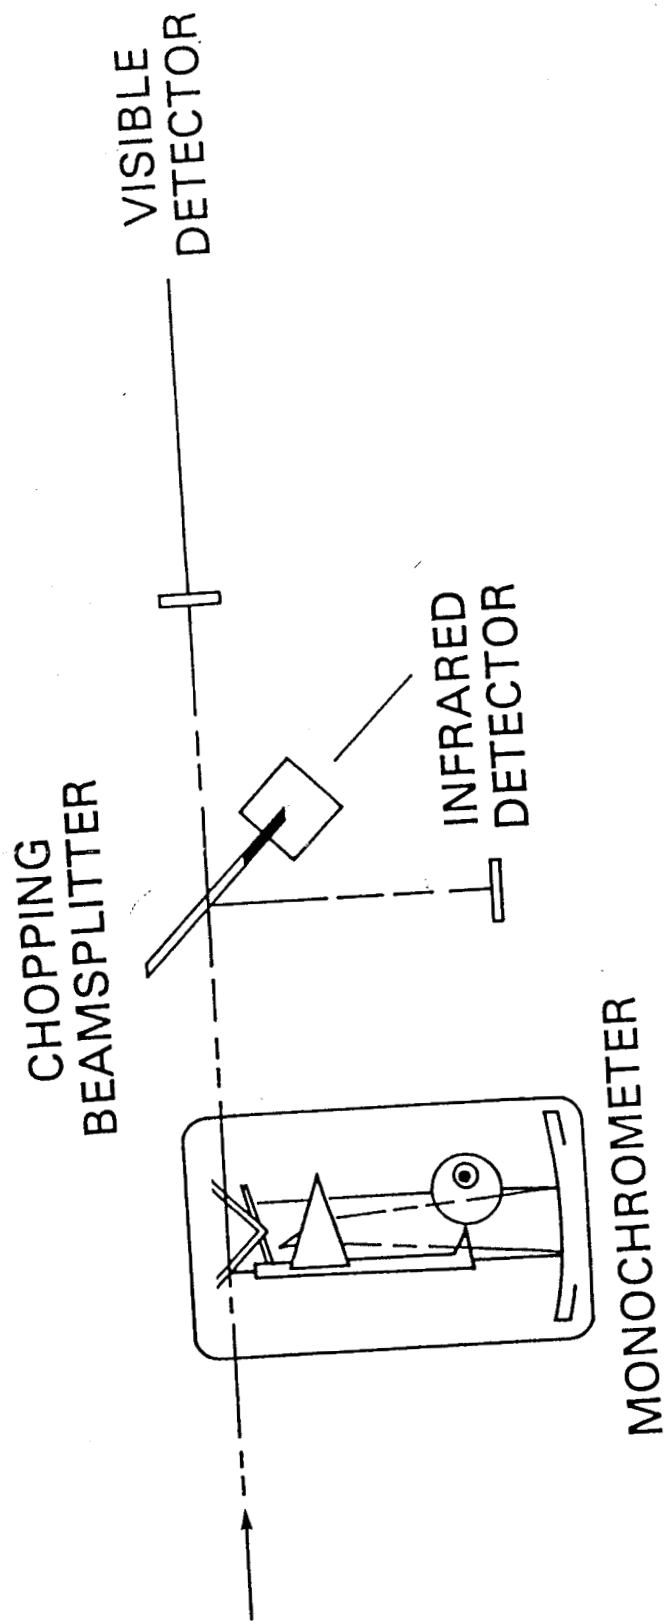 VISIBLE
DETECTOR
CHOPPING
BEAMSPLITTER
INFRARED
DETECTOR
MONOCHROMETER